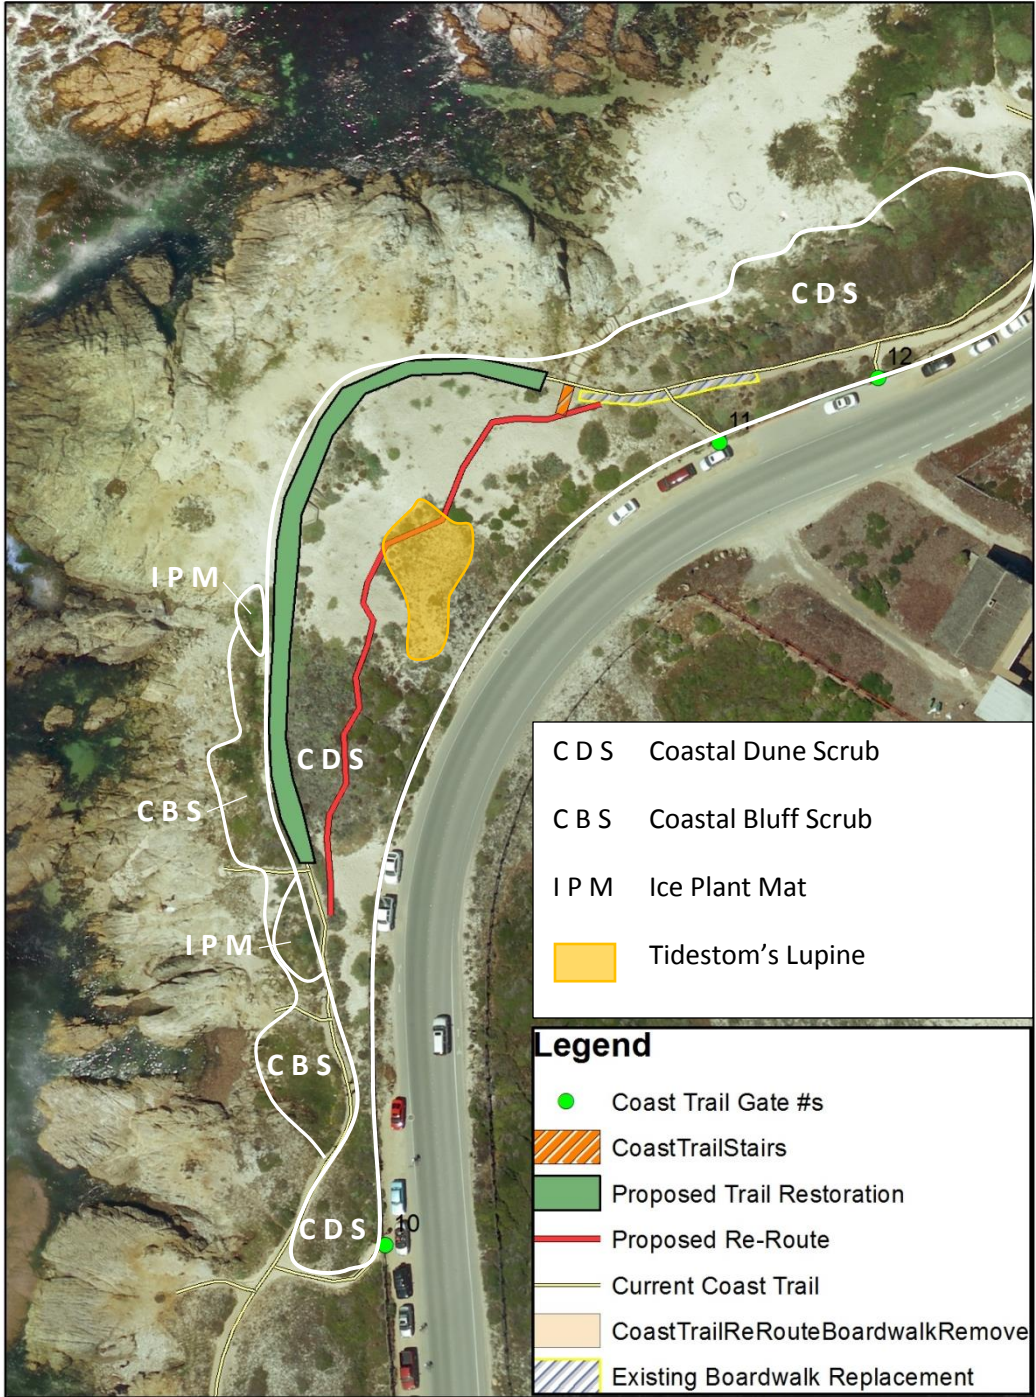 C D S
12
11
I P M
C D S
C B S
I P M
C B S
C D S
10
C D S Coastal Dune Scrub
C B S Coastal Bluff Scrub
I P M Ice Plant Mat
Tidestom’s Lupine
Legend
Coast Trail Gate #s
CoastTrailStairs
Proposed Trail Restoration
Proposed Re-Route
Current Coast Trail
CoastTrailReRouteBoardwalkRemove
Existing Boardwalk Replacement